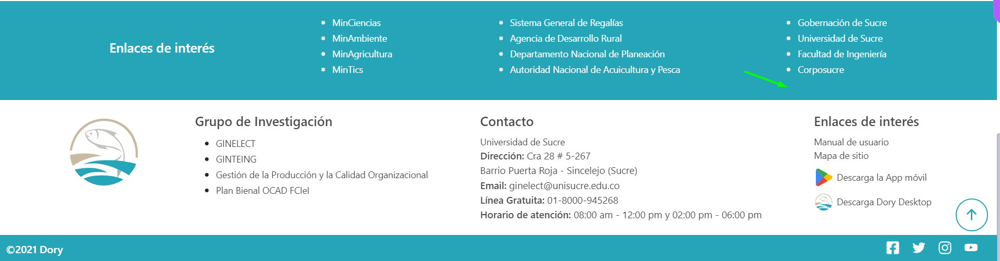 Enlaces de interés
MinCiencias
MinAmbiente
MinAgricultura
MinTics
Sistema General de Regalías
Agencia de Desarrollo Rural
Departamento Nacional de Planeación
Autoridad Nacional de Acuicultura y Pesca
Gobernación de Sucre
Universidad de Sucre
Facultad de Ingeniería
Corposucre
Grupo de Investigación
GINELECT
GINTEING
Gestión de la Producción y la Calidad Organizacional
Plan Bienal OCAD FCIeI
Contacto
Universidad de Sucre
Dirección: Cra 28 # 5-267
Barrio Puerta Roja - Sincelejo (Sucre)
Email: ginelect@unisucre.edu.co
Línea Gratuita: 01-8000-945268
Horario de atención: 08:00 am - 12:00 pm y 02:00 pm - 06:00 pm
Enlaces de interés
Manual de usuario
Mapa de sitio
Descarga la App móvil
Descarga Dory Desktop
©2021 Dory